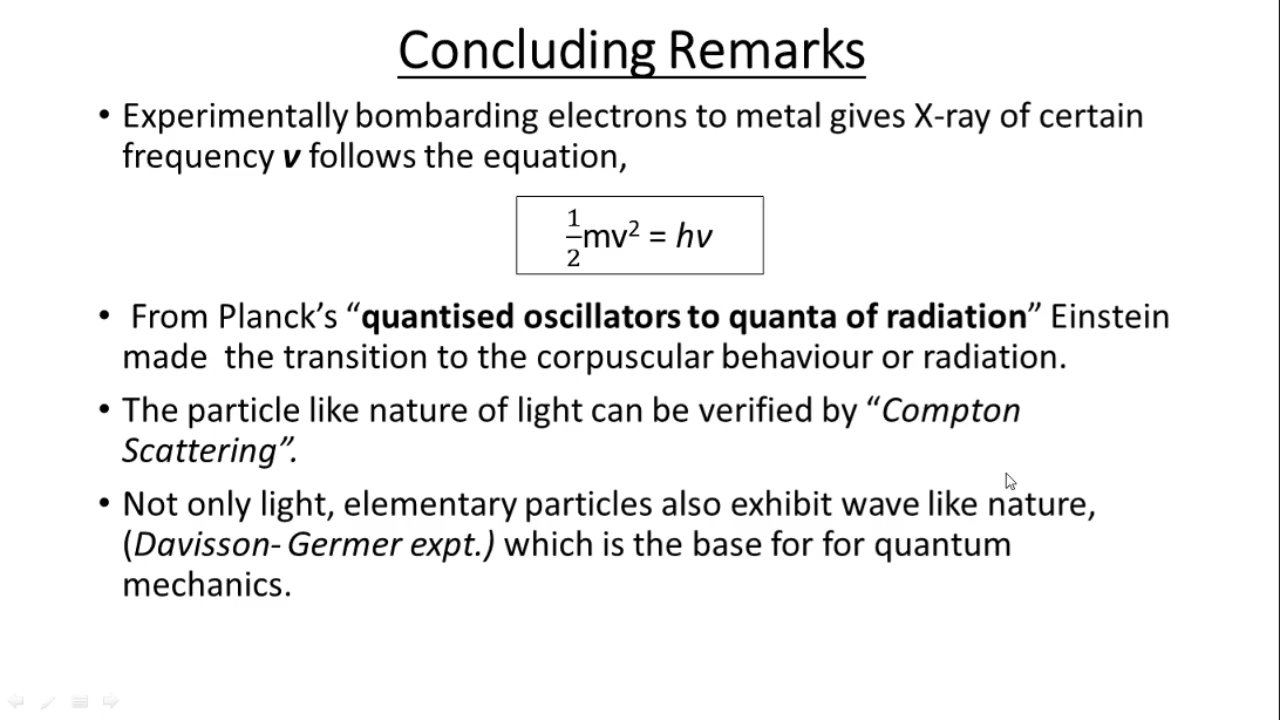 Concluding Remarks
• Experimentally bombarding electrons to metal gives X-ray of certain
frequency ν follows the equation,
½mv² = hν
• From Planck's “quantised oscillators to quanta of radiation” Einstein
made the transition to the corpuscular behaviour or radiation.
• The particle like nature of light can be verified by “Compton
Scattering”.
• Not only light, elementary particles also exhibit wave like nature,
(Davisson- Germer expt.) which is the base for for quantum
mechanics.